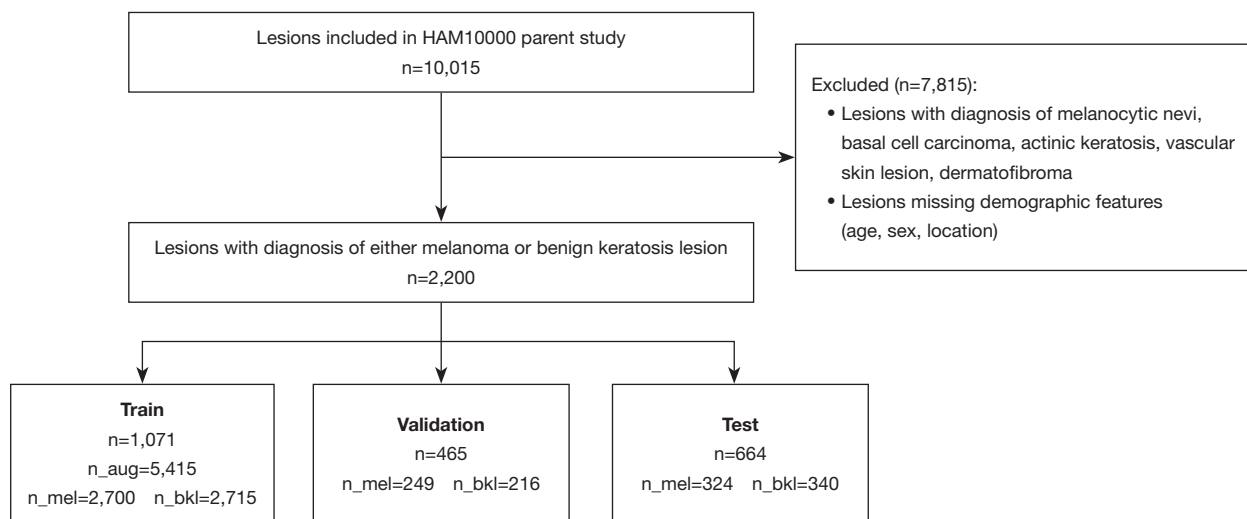 Lesions included in HAM10000 parent study
n=10,015
Excluded (n=7,815):
• Lesions with diagnosis of melanocytic nevi,
basal cell carcinoma, actinic keratosis, vascular
skin lesion, dermatofibroma
• Lesions missing demographic features
(age, sex, location)
Lesions with diagnosis of either melanoma or benign keratosis lesion
n=2,200
Train
n=1,071
n_aug=5,415
n_mel=2,700 n_bkl=2,715
Validation
n=465
n_mel=249 n_bkl=216
Test
n=664
n_mel=324 n_bkl=340